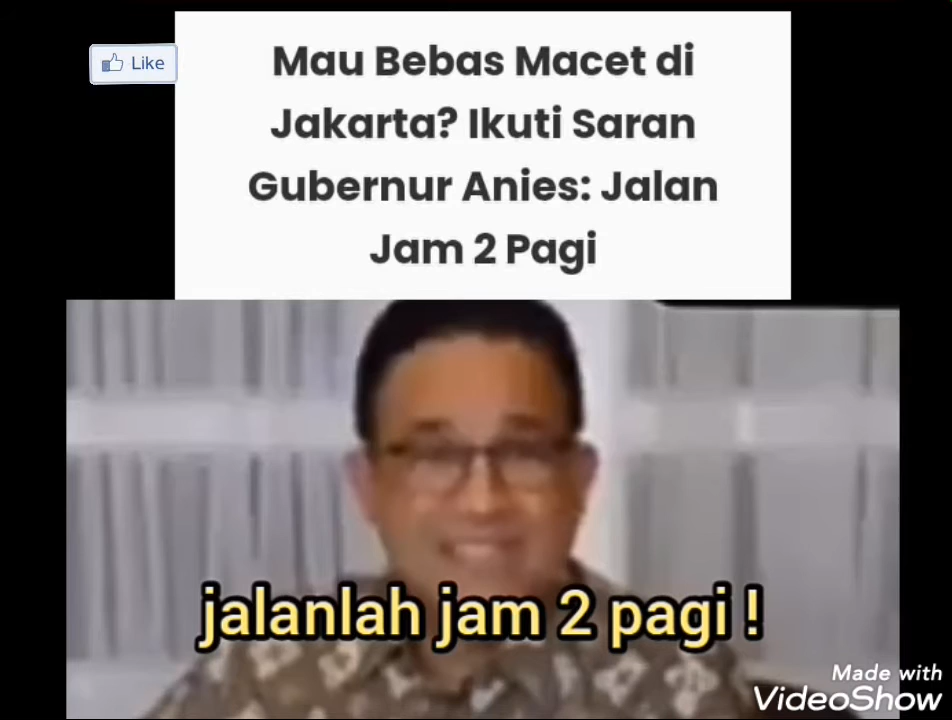 Like
Mau Bebas Macet di
Jakarta? Ikuti Saran
Gubernur Anies: Jalan
Jam 2 Pagi
jalanlah jam 2 pagi !
Made with
VideoShow